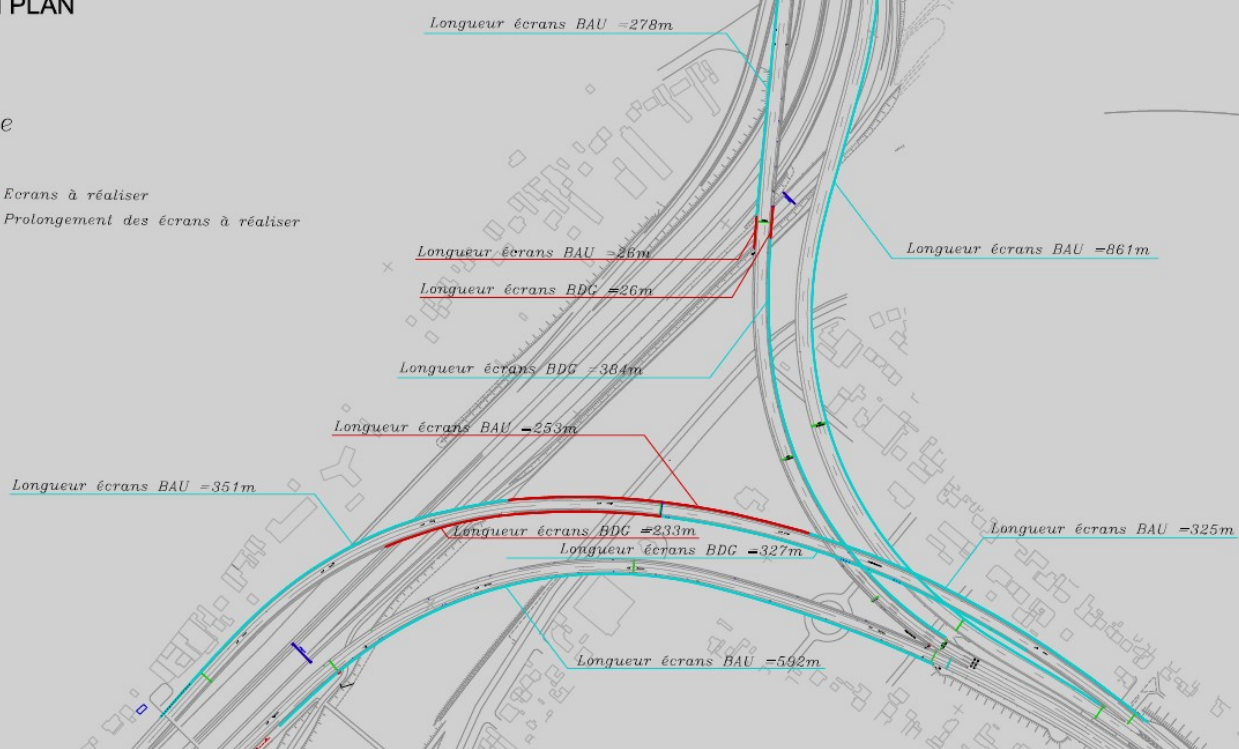 PLAN
e
Ecrans à réaliser
Prolongement des écrans à réaliser
Longueur écrans BAU =278m
Longueur écrans BAU =26m
Longueur écrans BDG =26m
Longueur écrans BAU =861m
Longueur écrans BDG =384m
Longueur écrans BAU =253m
Longueur écrans BAU =351m
Longueur écrans BDG =233m
Longueur écrans BDG =327m
Longueur écrans BAU =325m
Longueur écrans BAU =592m